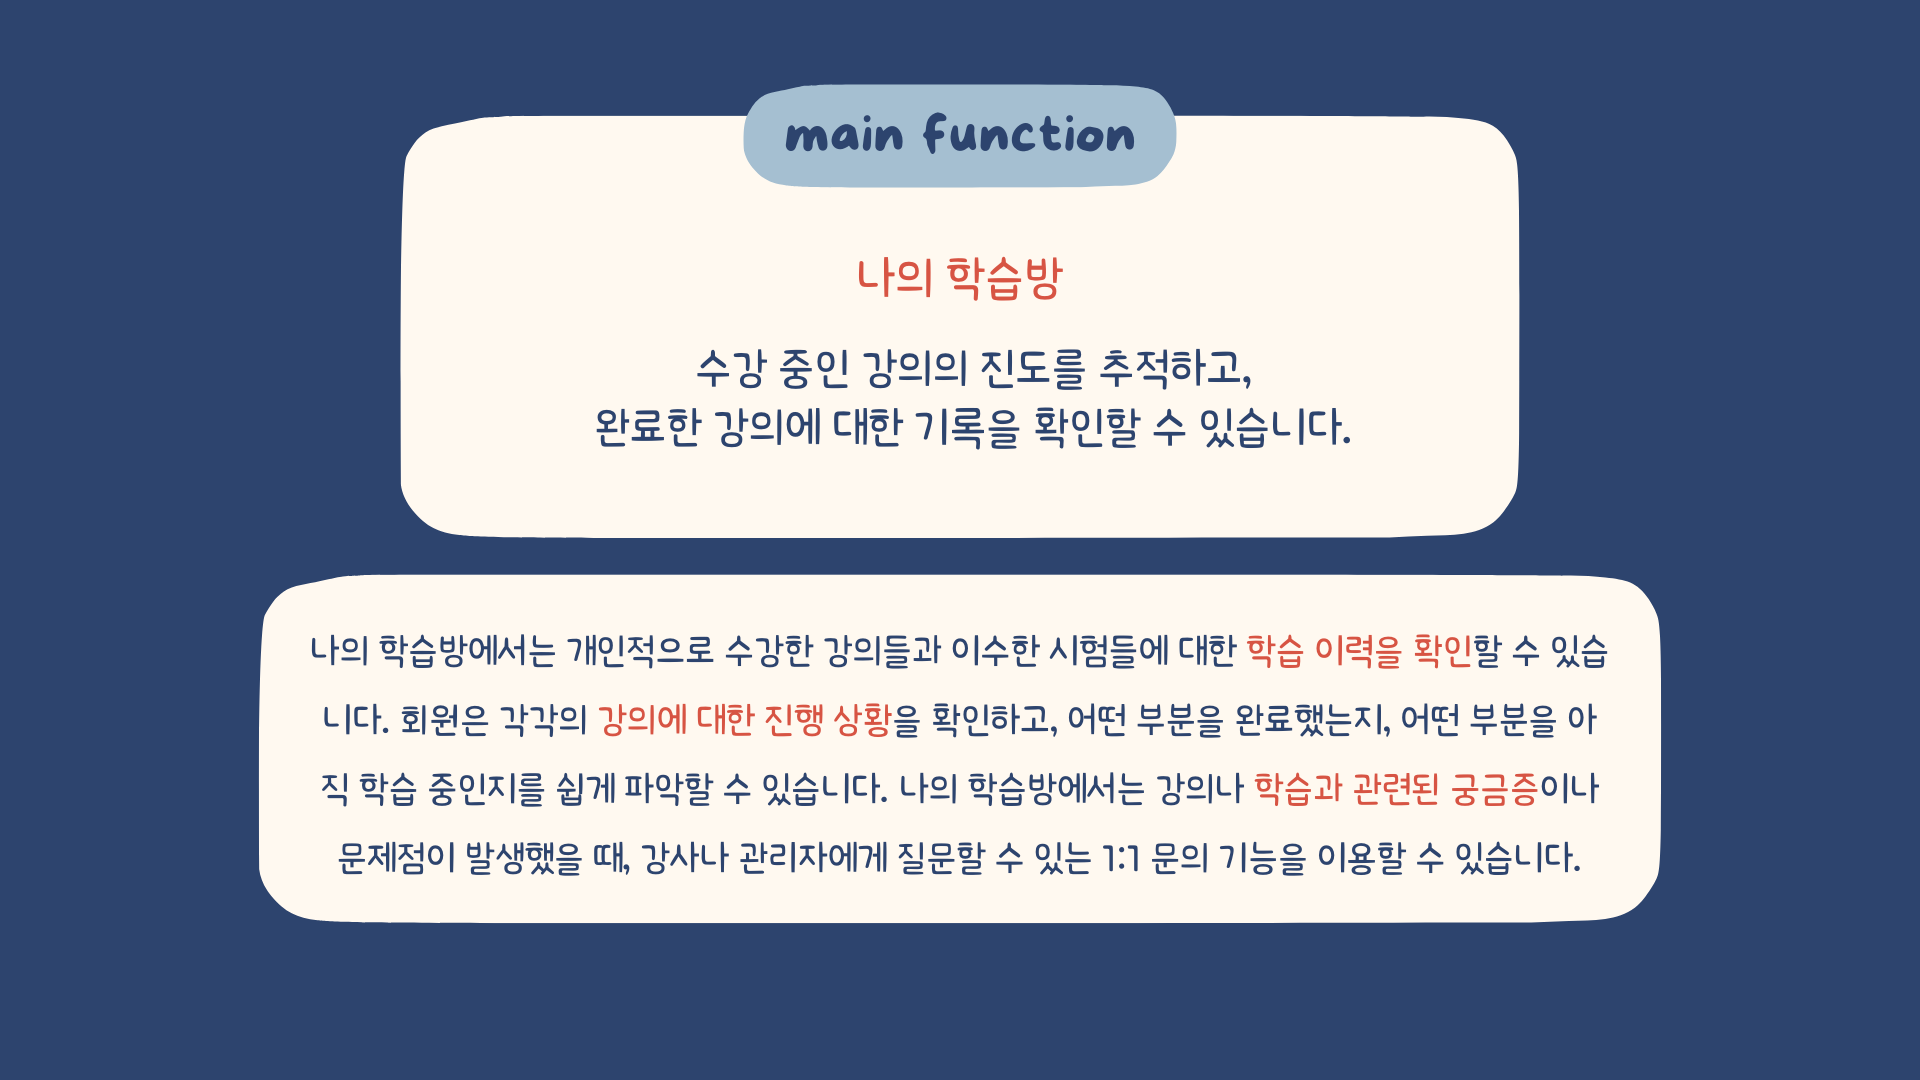 main function
나의 학습방
수강 중인 강의의 진도를 추적하고,
완료한 강의에 대한 기록을 확인할 수 있습니다.
나의 학습방에서는 개인적으로 수강한 강의들과 이수한 시험들에 대한 학습 이력을 확인할 수 있습
니다. 회원은 각각의 강의에 대한 진행 상황을 확인하고, 어떤 부분을 완료했는지, 어떤 부분을 아
직 학습 중인지를 쉽게 파악할 수 있습니다. 나의 학습방에서는 강의나 학습과 관련된 궁금증이나
문제점이 발생했을 때, 강사나 관리자에게 질문할 수 있는 1:1 문의 기능을 이용할 수 있습니다.